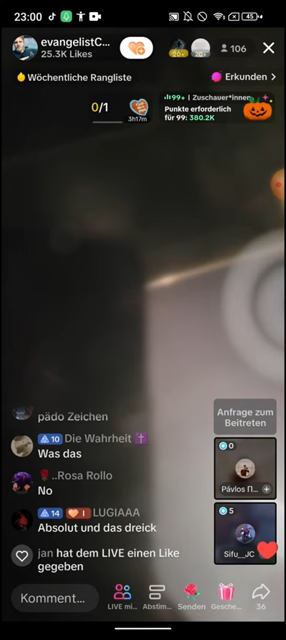 23:00
45
evangelistC...
25.3K Likes
106
Wöchentliche Rangliste
Erkunden >
0/1
3h17m
99+ | Zuschauer*innen
Punkte erforderlich
für 99: 380.2K
pädo Zeichen
Anfrage zum
Beitreten
10 Die Wahrheit
Was das
0
Pávlos Π...
..Rosa Rollo
No
14 I LUGIAAA
Absolut und das dreick
5
Sifu_JC
jan hat dem LIVE einen Like
gegeben
Komment...
LIVE mi...
Abstim...
Senden
Gesche...
36